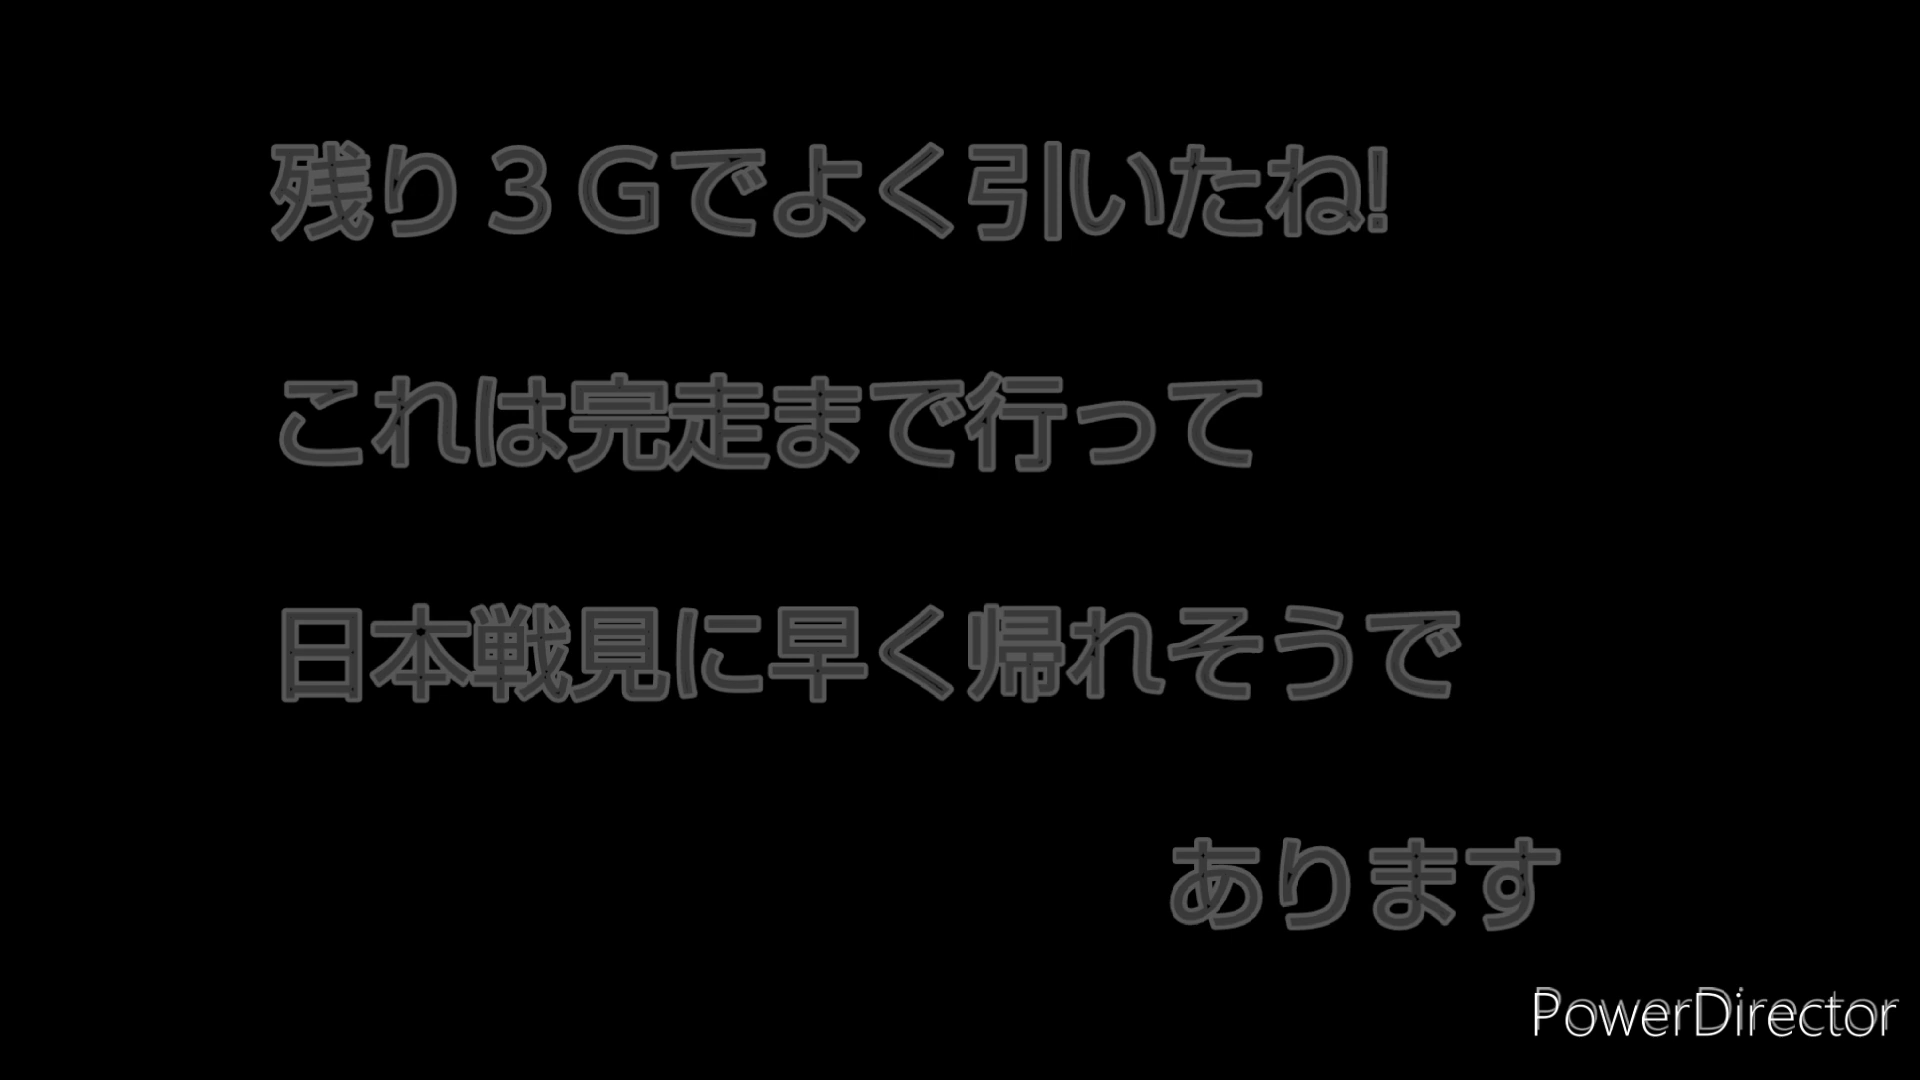 残り３Ｇでよく引いたね!
これは完走まで行って
日本戦見に早く帰れそうで
あります
PowerDirector